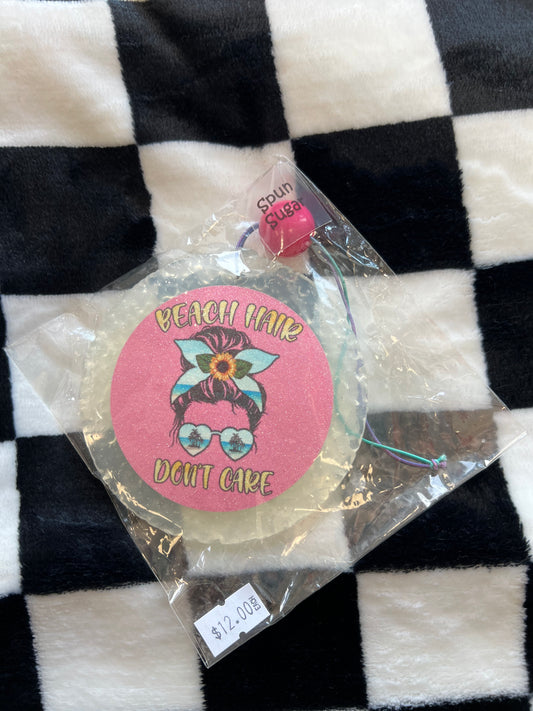 Spun
Sugar
BEACH HAIR
DON'T CARE
$12.00